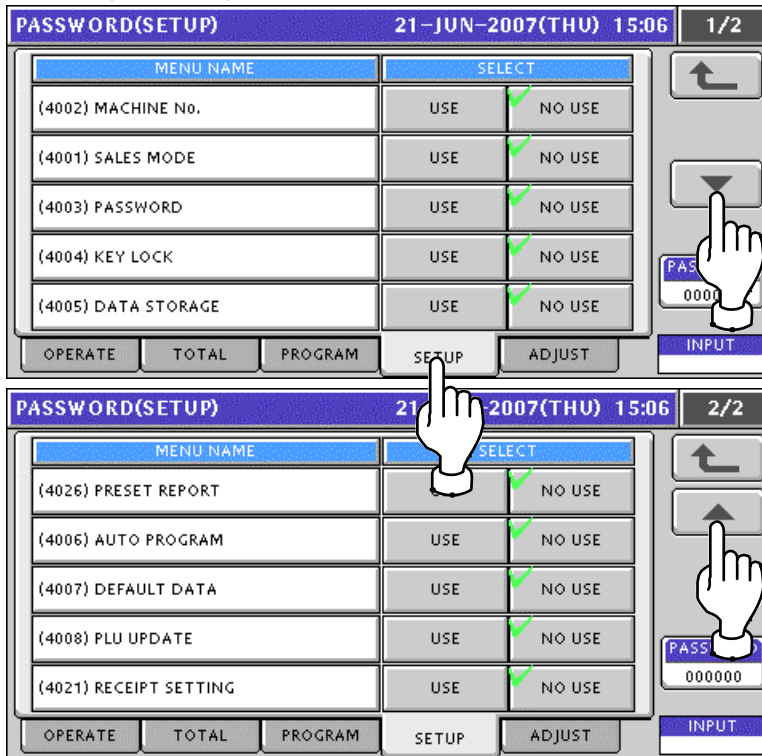 PASSWORD(SETUP) 21-JUN-2007(THU) 15:06 1/2
MENU NAME SELECT
(4002) MACHINE No. USE NO USE
(4001) SALES MODE USE NO USE
(4003) PASSWORD USE NO USE
(4004) KEY LOCK USE NO USE
(4005) DATA STORAGE USE NO USE
OPERATE TOTAL PROGRAM SETUP ADJUST INPUT
PASSWORD(SETUP) 2007(THU) 15:06 2/2
MENU NAME SELECT
(4026) PRESET REPORT NO USE
(4006) AUTO PROGRAM USE NO USE
(4007) DEFAULT DATA USE NO USE
(4008) PLU UPDATE USE NO USE
(4021) RECEIPT SETTING USE NO USE
000000
OPERATE TOTAL PROGRAM SETUP ADJUST INPUT